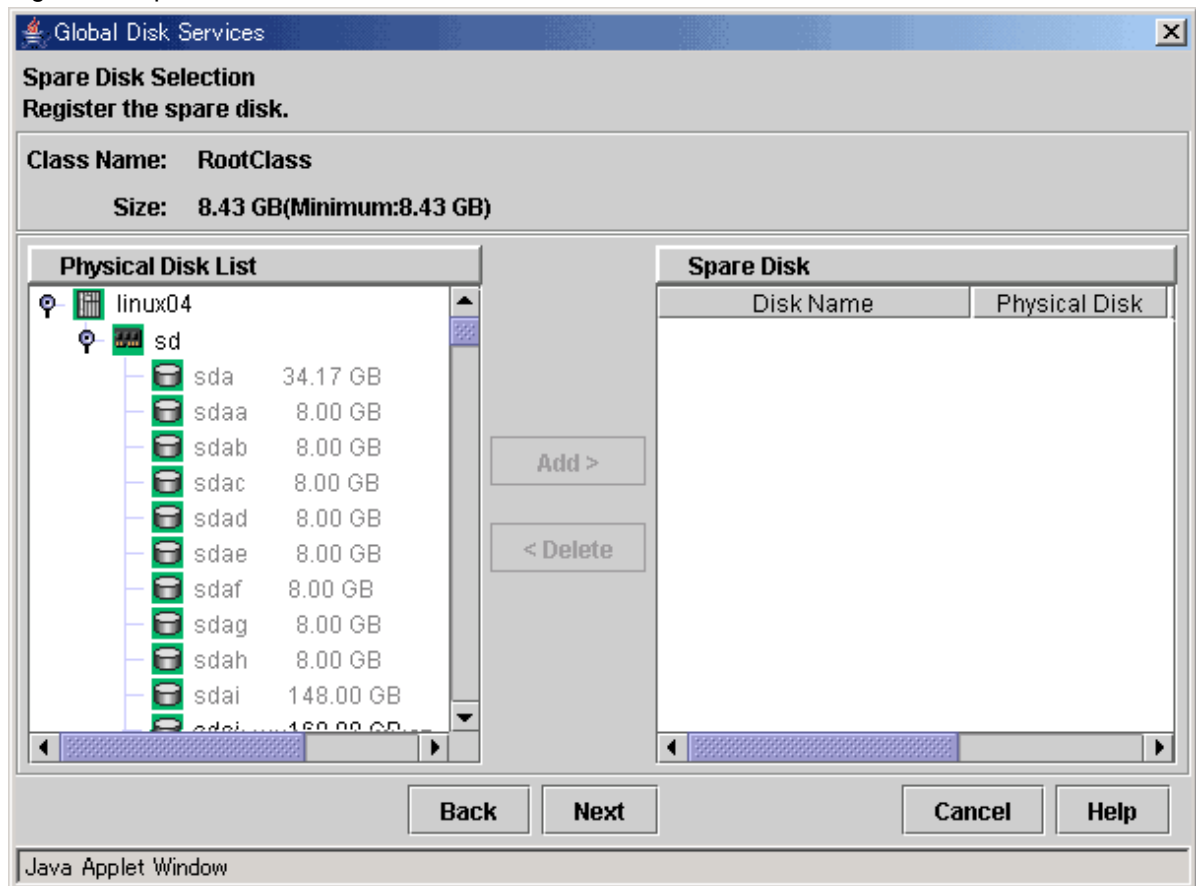 Global Disk Services
Spare Disk Selection
Register the spare disk.
Class Name: RootClass
Size: 8.43 GB(Minimum:8.43 GB)
Physical Disk List
linux04
sd
sda 34.17 GB
sdaa 8.00 GB
sdab 8.00 GB
sdac 8.00 GB
sdad 8.00 GB
sdae 8.00 GB
sdaf 8.00 GB
sdag 8.00 GB
sdah 8.00 GB
sdai 148.00 GB
Add >
< Delete
Spare Disk
Disk Name Physical Disk
Back Next Cancel Help
Java Applet Window